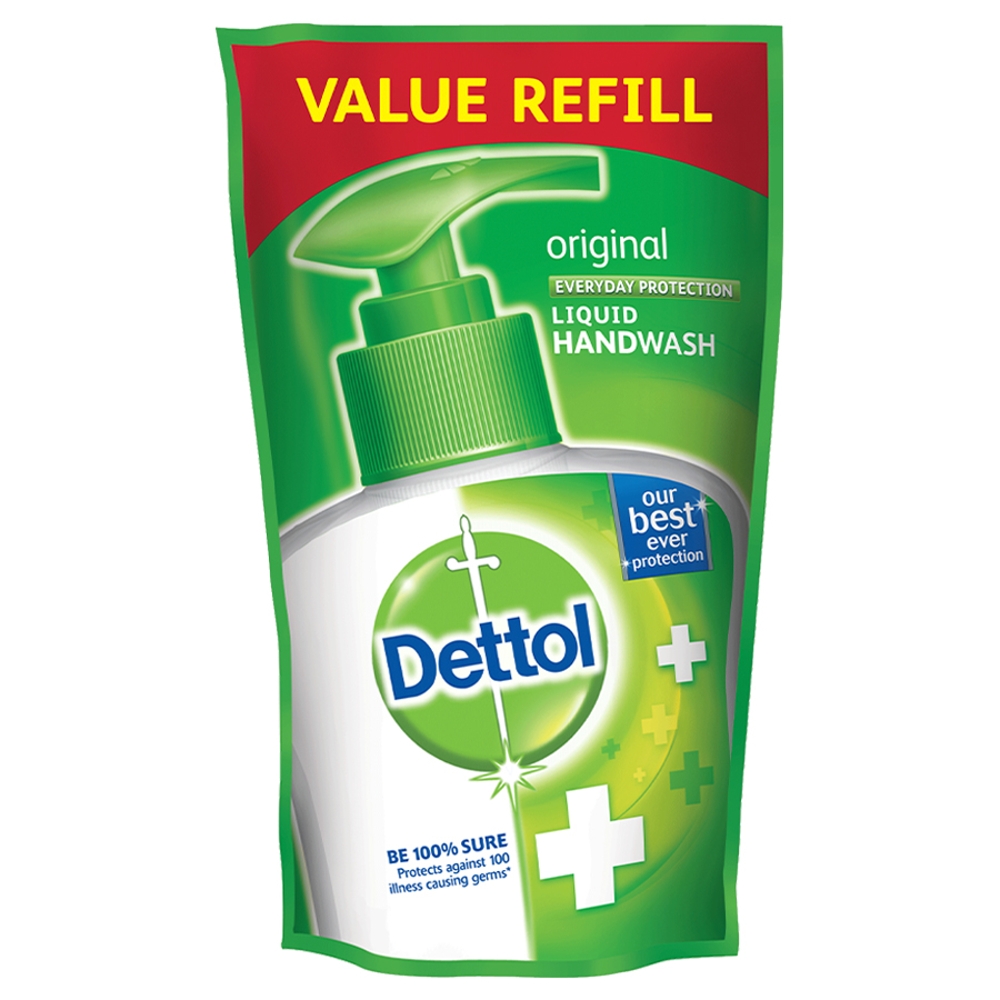 VALUE REFILL
original
EVERYDAY PROTECTION
LIQUID
HANDWASH
our
best
ever
protection
Dettol
BE 100% SURE
Protects against 100
illness causing germs*